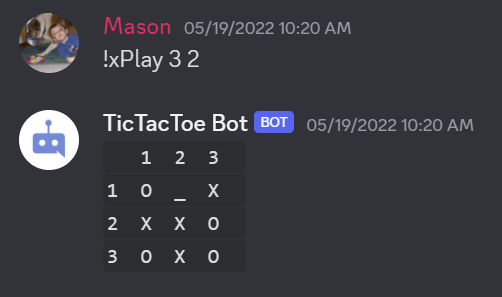 Mason 05/19/2022 10:20 AM
!xPlay 3 2
TicTacToe Bot BOT 05/19/2022 10:20 AM
1 2 3
1 O _ X
2 X X O
3 O X O